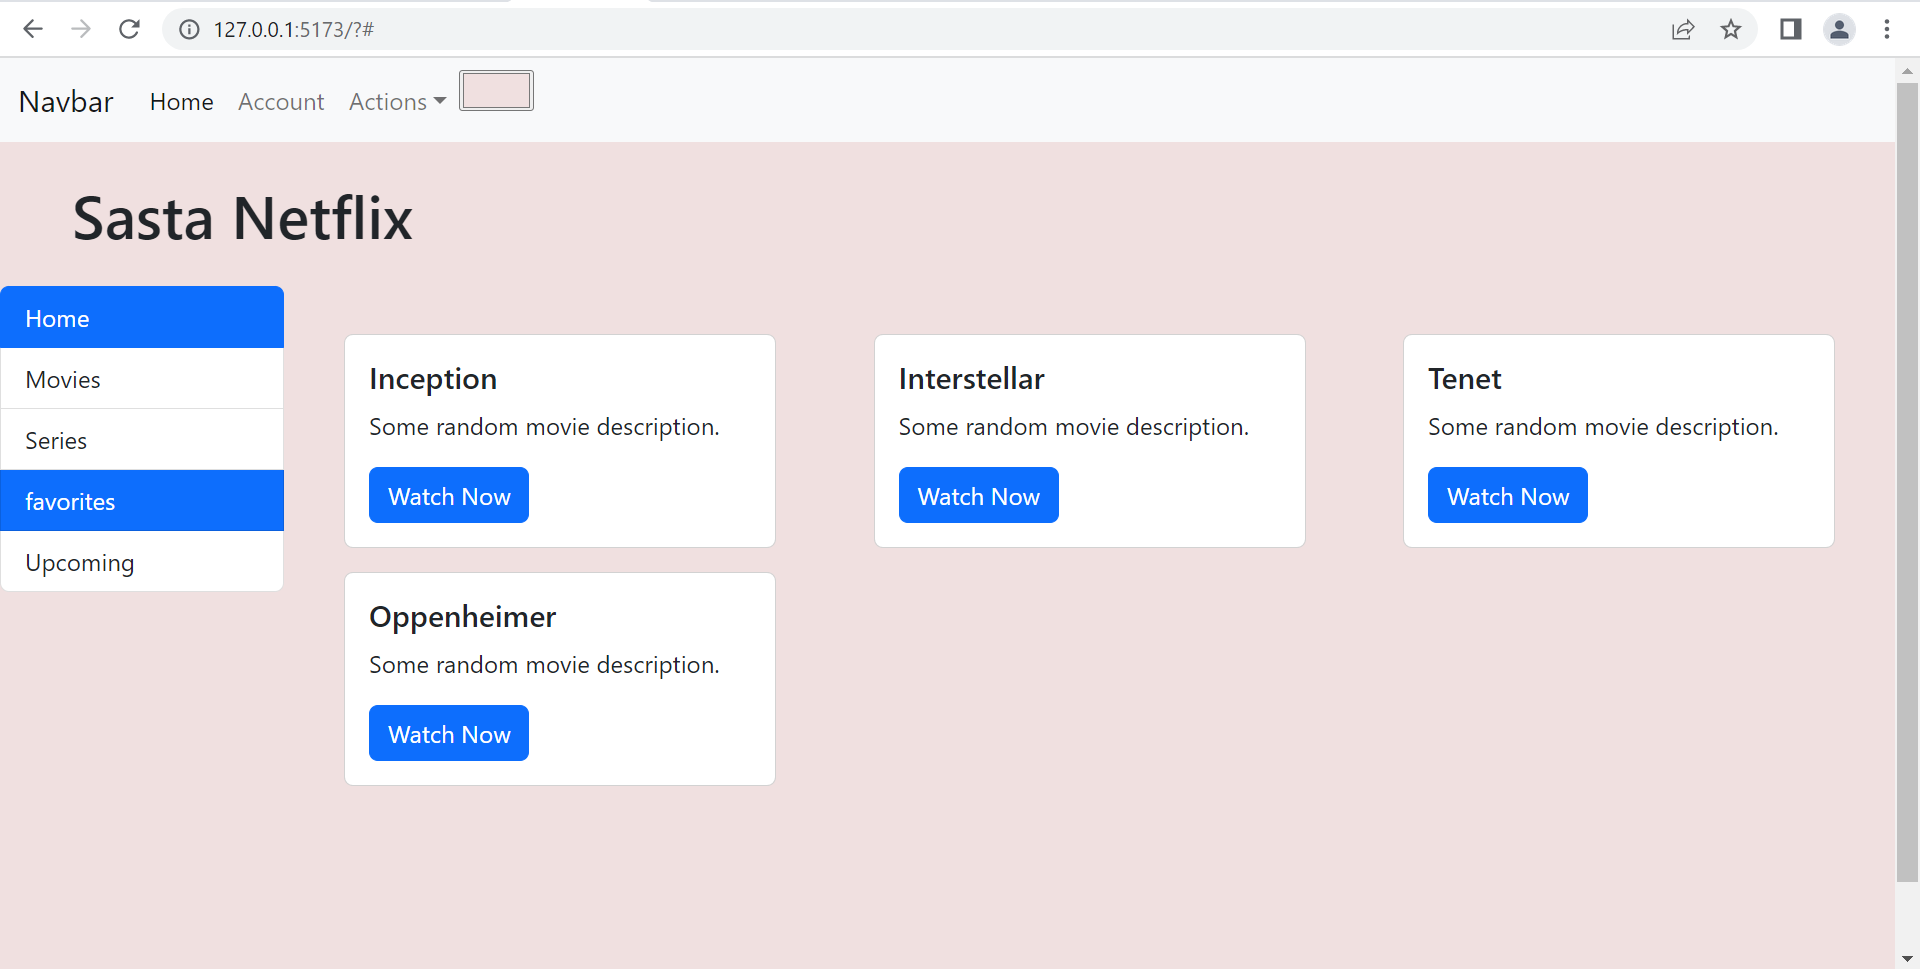 127.0.0.1:5173/?#
Navbar Home Account Actions
Sasta Netflix
Home
Movies
Series
favorites
Upcoming
Inception
Some random movie description.
Watch Now
Interstellar
Some random movie description.
Watch Now
Tenet
Some random movie description.
Watch Now
Oppenheimer
Some random movie description.
Watch Now